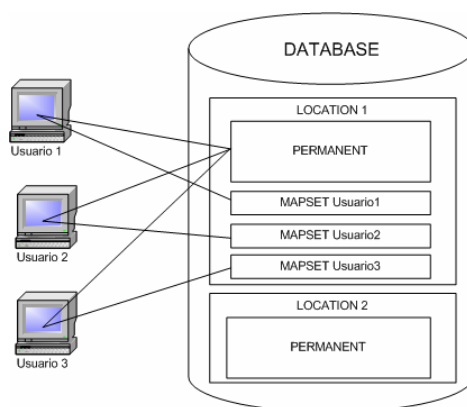 DATABASE
LOCATION 1
PERMANENT
MAPSET Usuario1
MAPSET Usuario2
MAPSET Usuario3
LOCATION 2
PERMANENT
Usuario 1
Usuario 2
Usuario 3